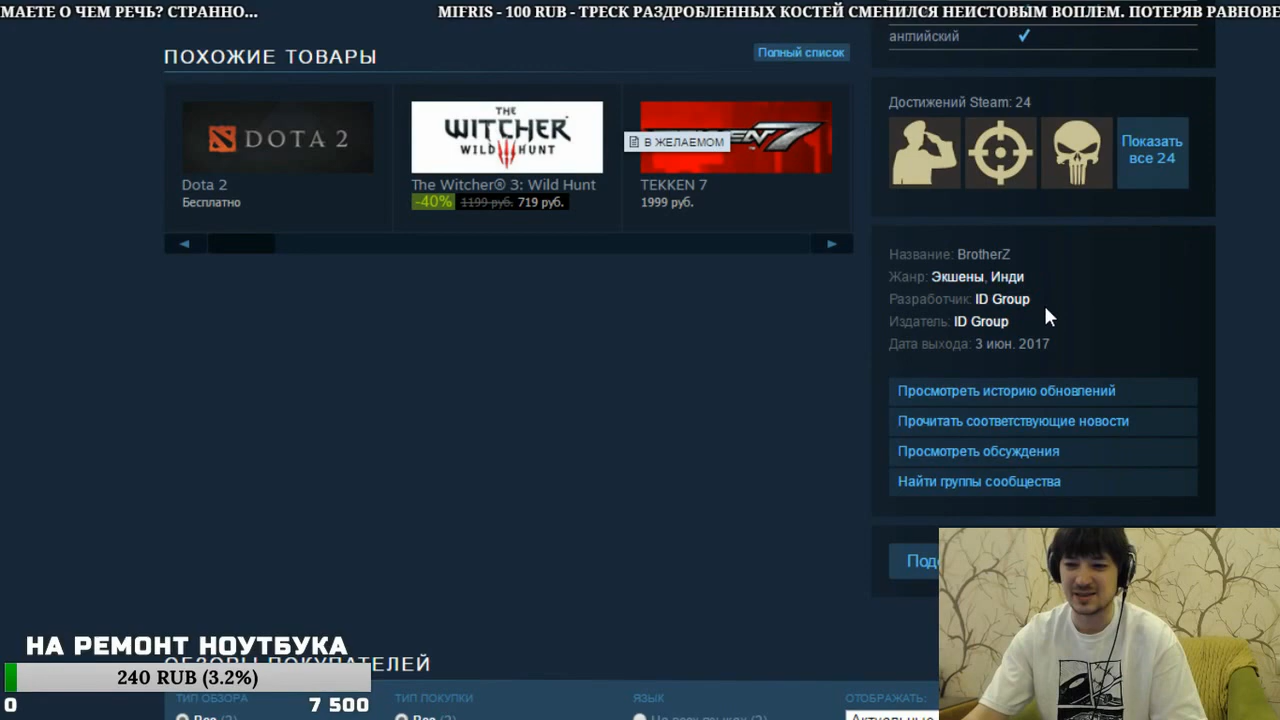 МАЕТЕ О ЧЕМ РЕЧЬ? СТРАННО...
MIFRIS - 100 RUB - ТРЕСК РАЗДРОБЛЕННЫХ КОСТЕЙ СМЕНИЛСЯ НЕИСТОВЫМ ВОПЛЕМ. ПОТЕРЯВ РАВНОВЕ
английский ✓
ПОХОЖИЕ ТОВАРЫ
Полный список
DOTA 2
THE WITCHER WILD HUNT
В ЖЕЛАЕМОМ
7
Dota 2
Бесплатно
The Witcher® 3: Wild Hunt
-40% 1199 руб. 719 руб.
TEKKEN 7
1999 руб.
Достижений Steam: 24
Показать
все 24
Название: BrotherZ
Жанр: Экшены, Инди
Разработчик: ID Group
Издатель: ID Group
Дата выхода: 3 июн. 2017
Просмотреть историю обновлений
Прочитать соответствующие новости
Просмотреть обсуждения
Найти группы сообщества
НА РЕМОНТ НОУТБУКА
240 RUB (3.2%)
0
7 500
ТИП ОБЗОРА
ТИП ПОКУПКИ
ЯЗЫК
ОТОБРАЖАТЬ: